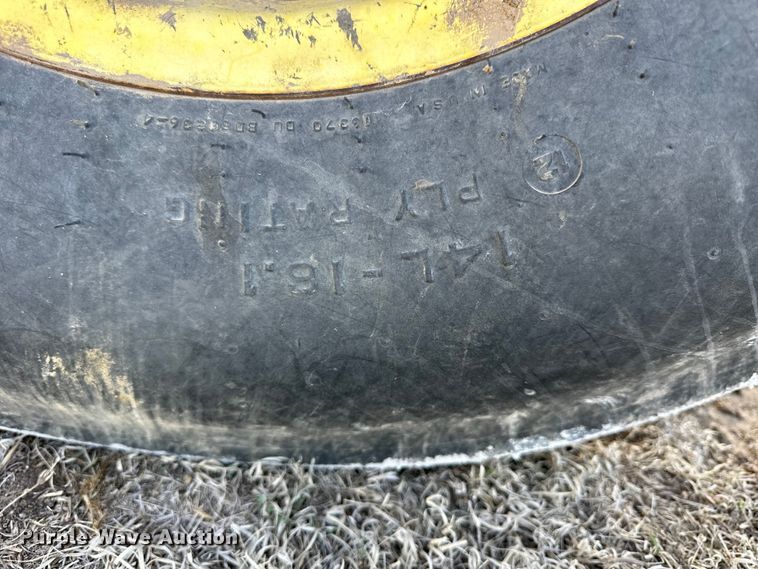 14L-16.1
PLY RATING
12
MADE IN U.S.A.
Purple Wave Auction